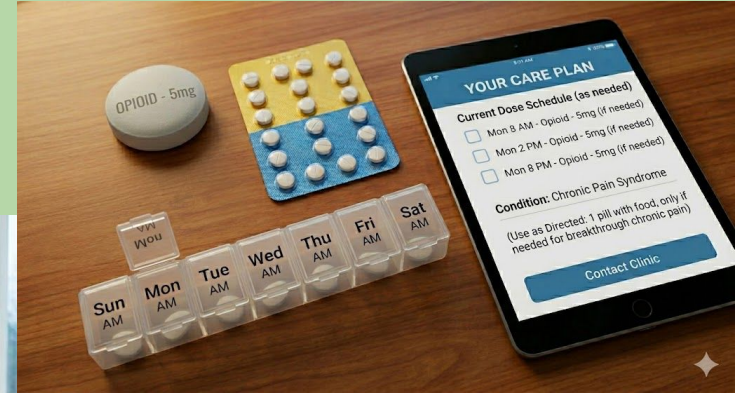 OPIOID - 5mg
YOUR CARE PLAN
Current Dose Schedule (as needed)
Mon 8 AM - Opioid - 5mg (if needed)
Mon 2 PM - Opioid - 5mg (if needed)
Mon 8 PM - Opioid - 5mg (if needed)
Condition: Chronic Pain Syndrome
(Use as Directed: 1 pill with food, only if
needed for breakthrough chronic pain)
Contact Clinic
AM
Mon
Sun
AM
Mon
AM
Tue
AM
Wed
AM
Thu
AM
Fri
AM
Sat
AM